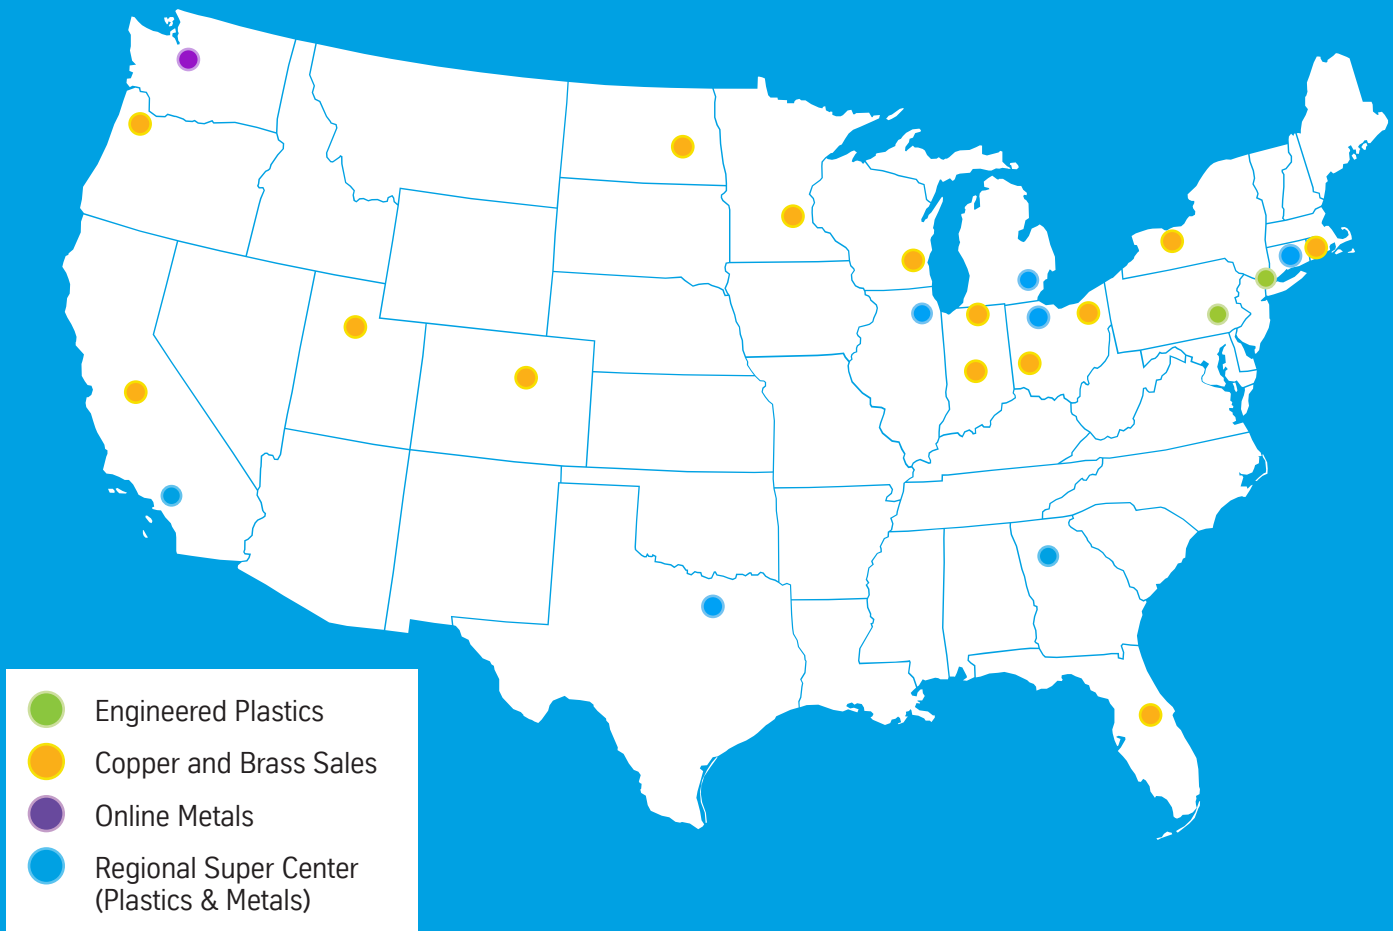 Engineered Plastics
Copper and Brass Sales
Online Metals
Regional Super Center
(Plastics & Metals)